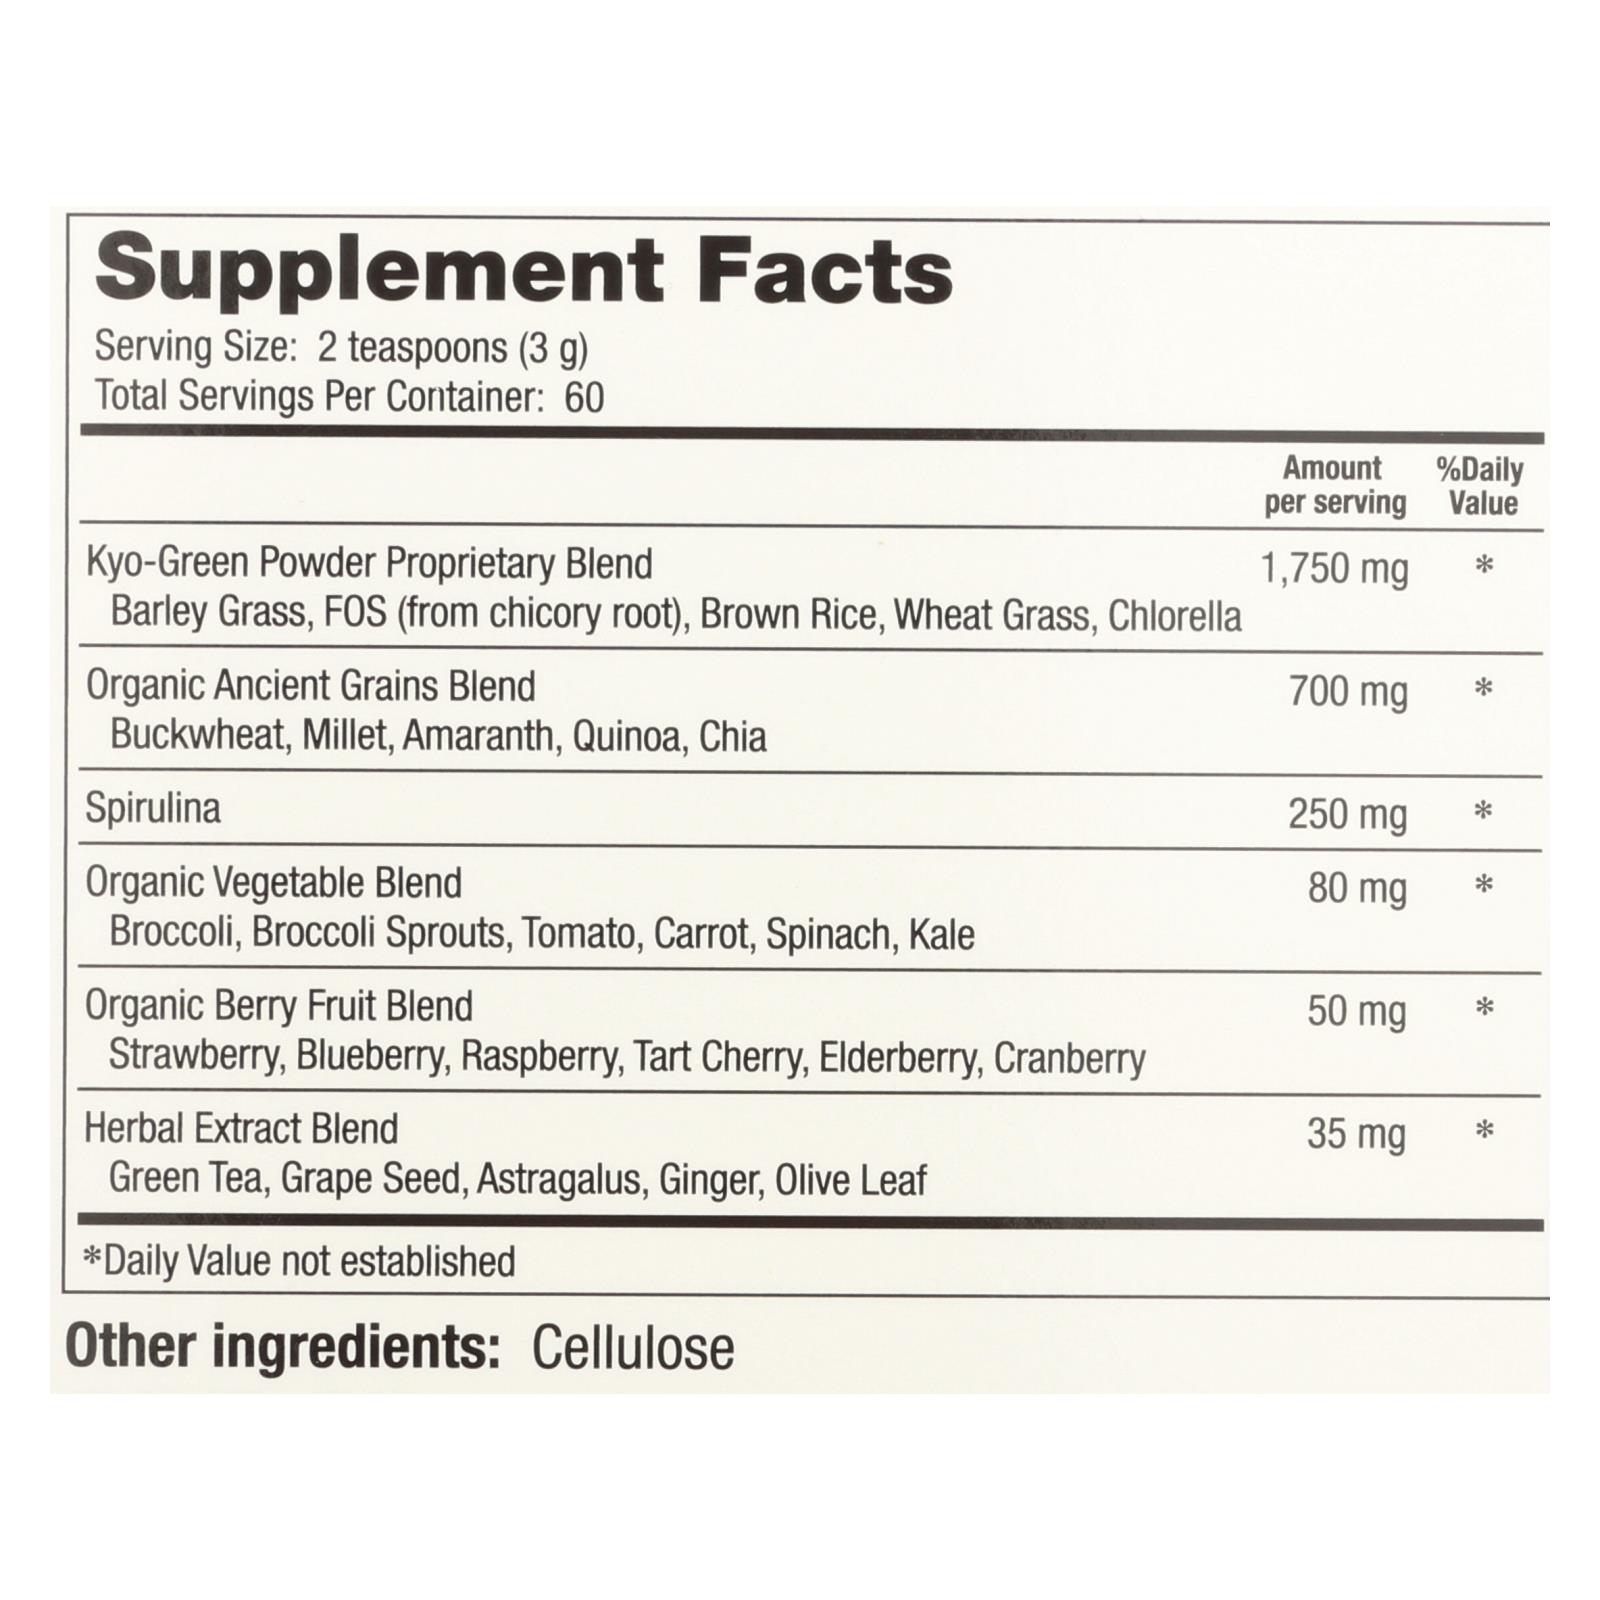 Supplement Facts
Serving Size: 2 teaspoons (3 g)
Total Servings Per Container: 60
Amount per serving %Daily Value
Kyo-Green Powder Proprietary Blend 1,750 mg *
Barley Grass, FOS (from chicory root), Brown Rice, Wheat Grass, Chlorella
Organic Ancient Grains Blend 700 mg *
Buckwheat, Millet, Amaranth, Quinoa, Chia
Spirulina 250 mg *
Organic Vegetable Blend 80 mg *
Broccoli, Broccoli Sprouts, Tomato, Carrot, Spinach, Kale
Organic Berry Fruit Blend 50 mg *
Strawberry, Blueberry, Raspberry, Tart Cherry, Elderberry, Cranberry
Herbal Extract Blend 35 mg *
Green Tea, Grape Seed, Astragalus, Ginger, Olive Leaf
*Daily Value not established
Other ingredients: Cellulose